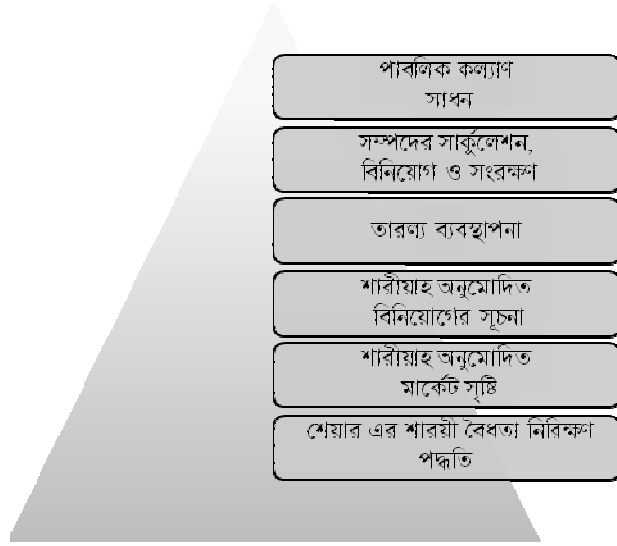 পাবলিক কল্যাণ
সাধন
সম্পদের সার্কুলেশন,
বিনিয়োগ ও সংরক্ষণ
তারল্য ব্যবস্থাপনা
শারীয়াহ অনুমোদিত
বিনিয়োগের সূচনা
শারীয়াহ অনুমোদিত
মার্কেট সৃষ্টি
শেয়ার এর শারয়ী বৈধতা নিরিক্ষণ
পদ্ধতি